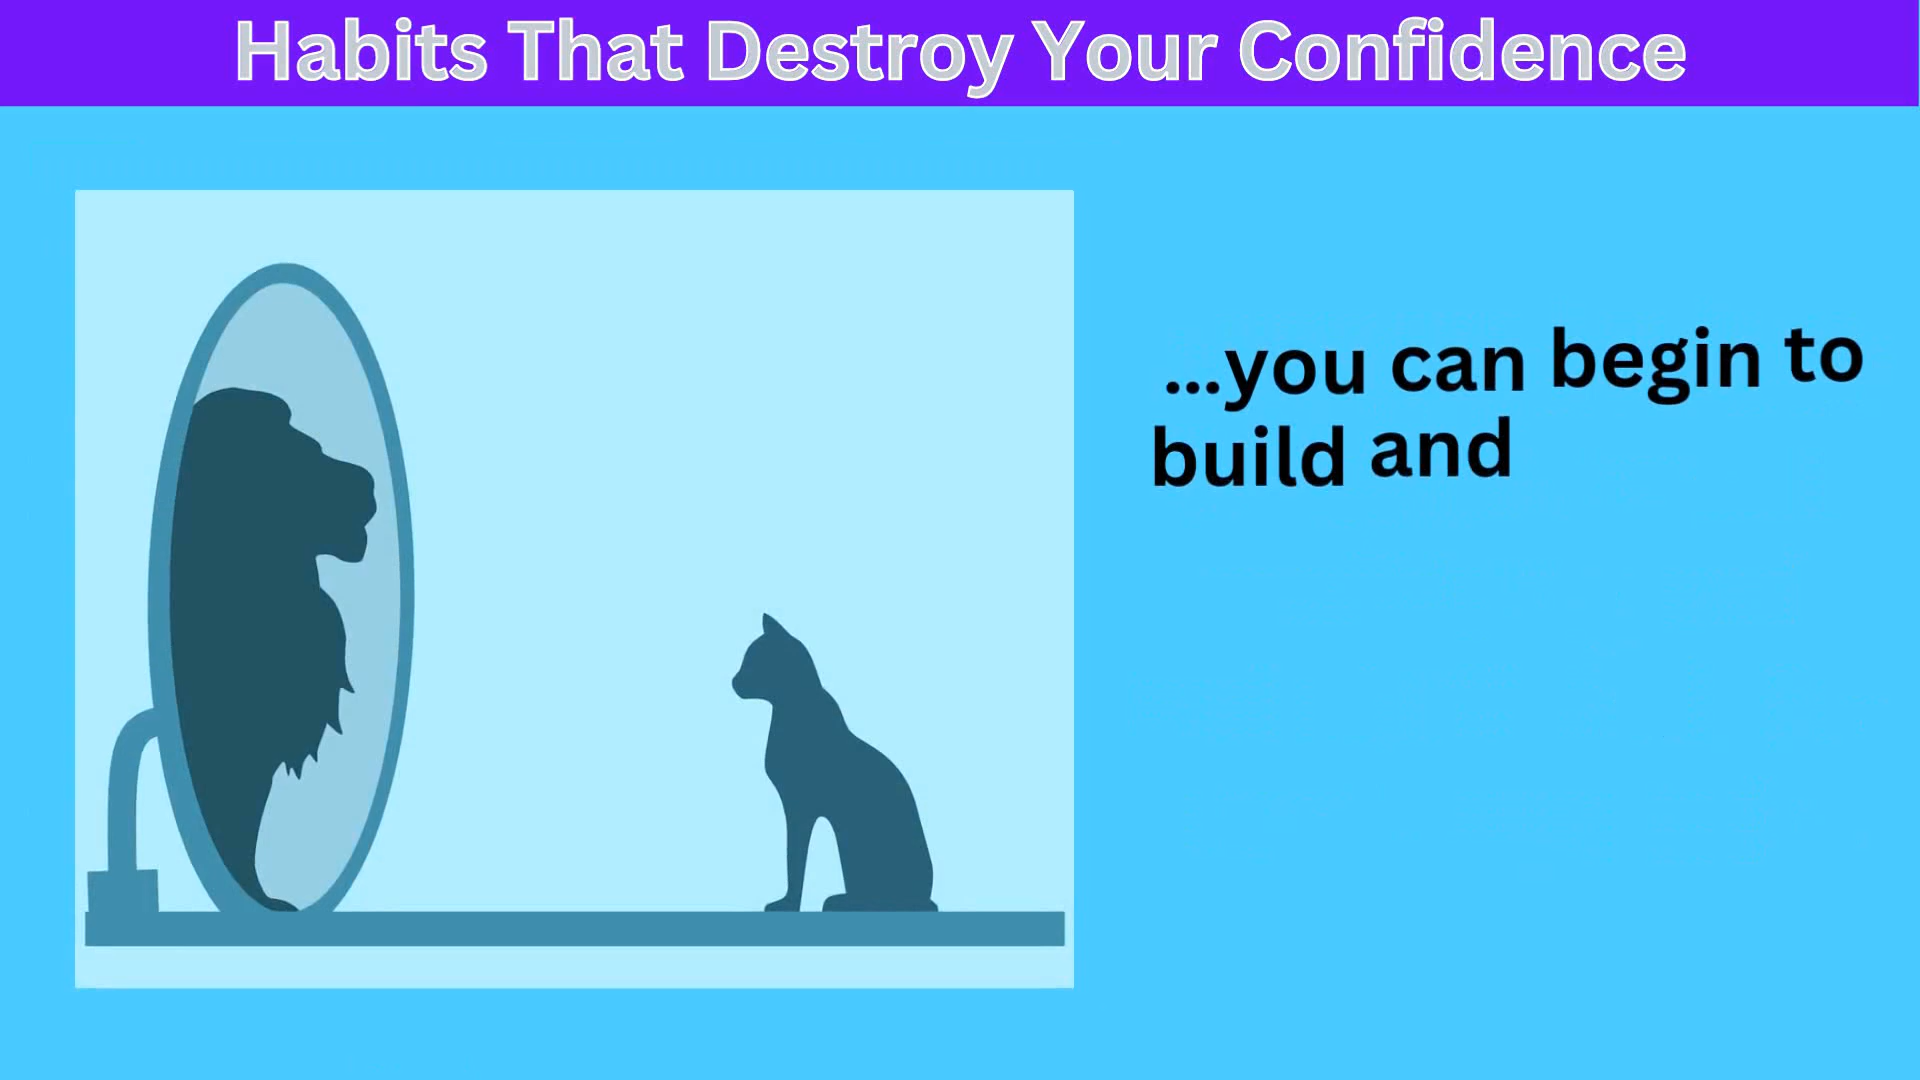 Habits That Destroy Your Confidence
...you can begin to
build and